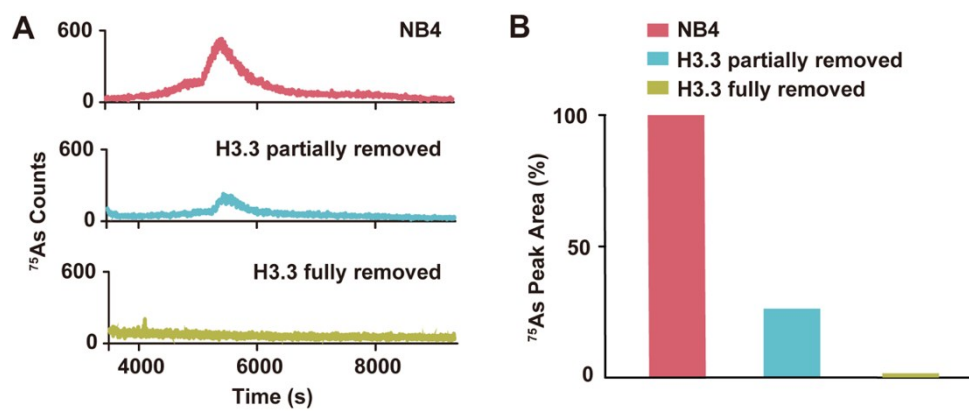 A
600
NB4
0
600
H3.3 partially removed
0
600
H3.3 fully removed
0
⁷⁵As Counts
4000 6000 8000
Time (s)
B
NB4
H3.3 partially removed
H3.3 fully removed
100
50
0
⁷⁵As Peak Area (%)